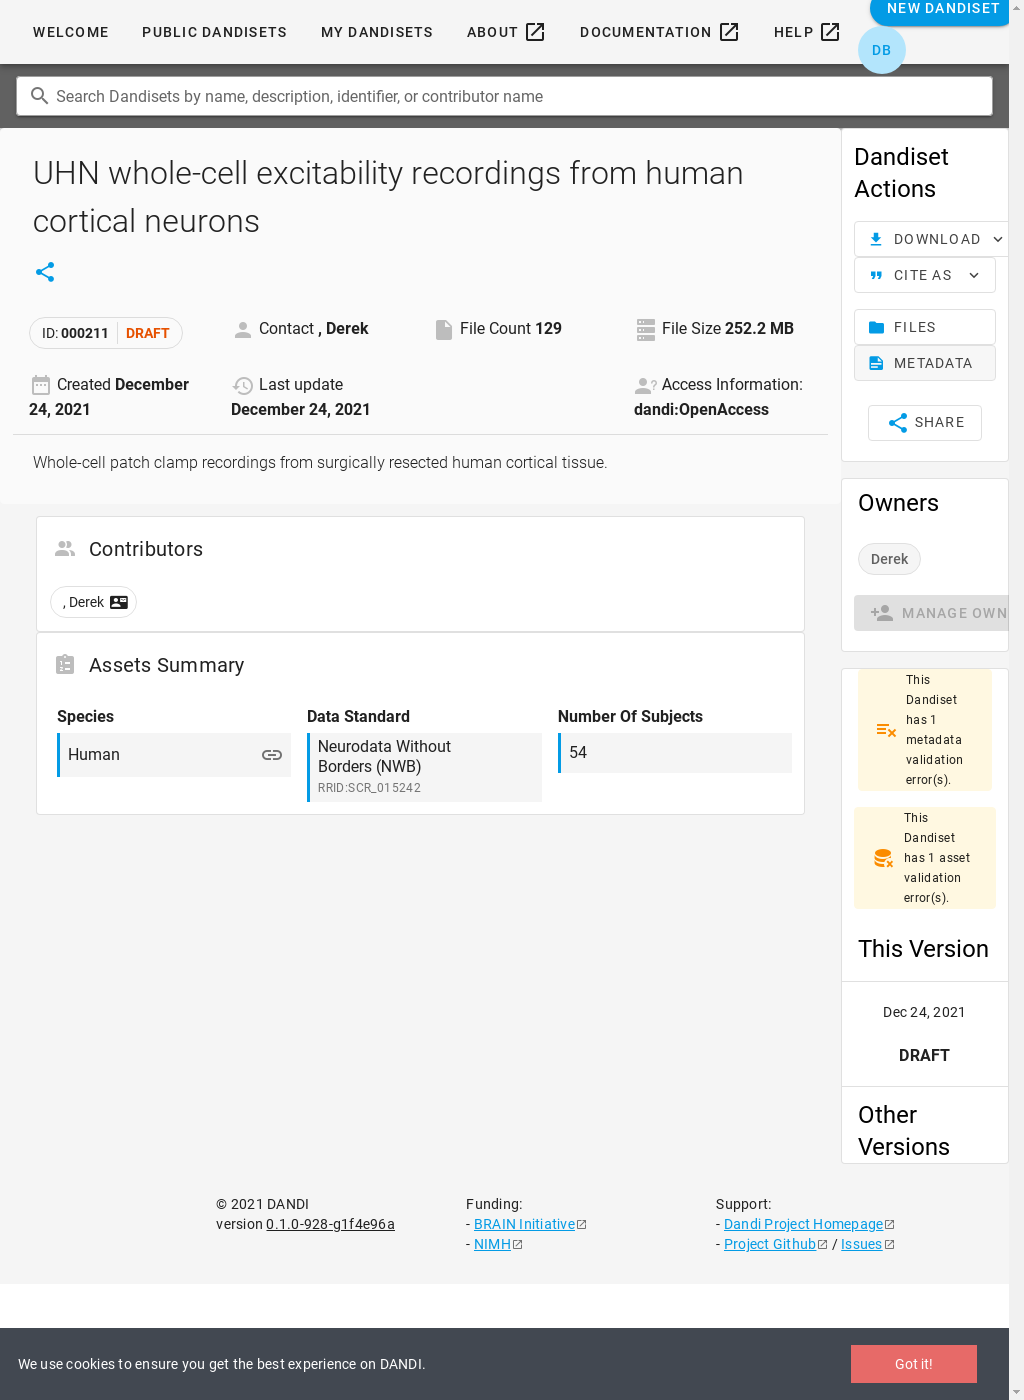 WELCOME PUBLIC DANDISETS MY DANDISETS ABOUT DOCUMENTATION HELP NEW DANDISET
DB
Search Dandisets by name, description, identifier, or contributor name
UHN whole-cell excitability recordings from human
cortical neurons
ID: 000211 DRAFT
Contact , Derek
File Count 129
File Size 252.2 MB
Created December
24, 2021
Last update
December 24, 2021
Access Information:
dandi:OpenAccess
Whole-cell patch clamp recordings from surgically resected human cortical tissue.
Contributors
, Derek
Assets Summary
Species
Human
Data Standard
Neurodata Without
Borders (NWB)
RRID:SCR_015242
Number Of Subjects
54
Dandiset
Actions
DOWNLOAD
CITE AS
FILES
METADATA
SHARE
Owners
Derek
MANAGE OWN
This
Dandiset
has 1
metadata
validation
error(s).
This
Dandiset
has 1 asset
validation
error(s).
This Version
Dec 24, 2021
DRAFT
Other
Versions
© 2021 DANDI
version 0.1.0-928-g1f4e96a
Funding:
- BRAIN Initiative
- NIMH
Support:
- Dandi Project Homepage
- Project Github / Issues
We use cookies to ensure you get the best experience on DANDI.
Got it!